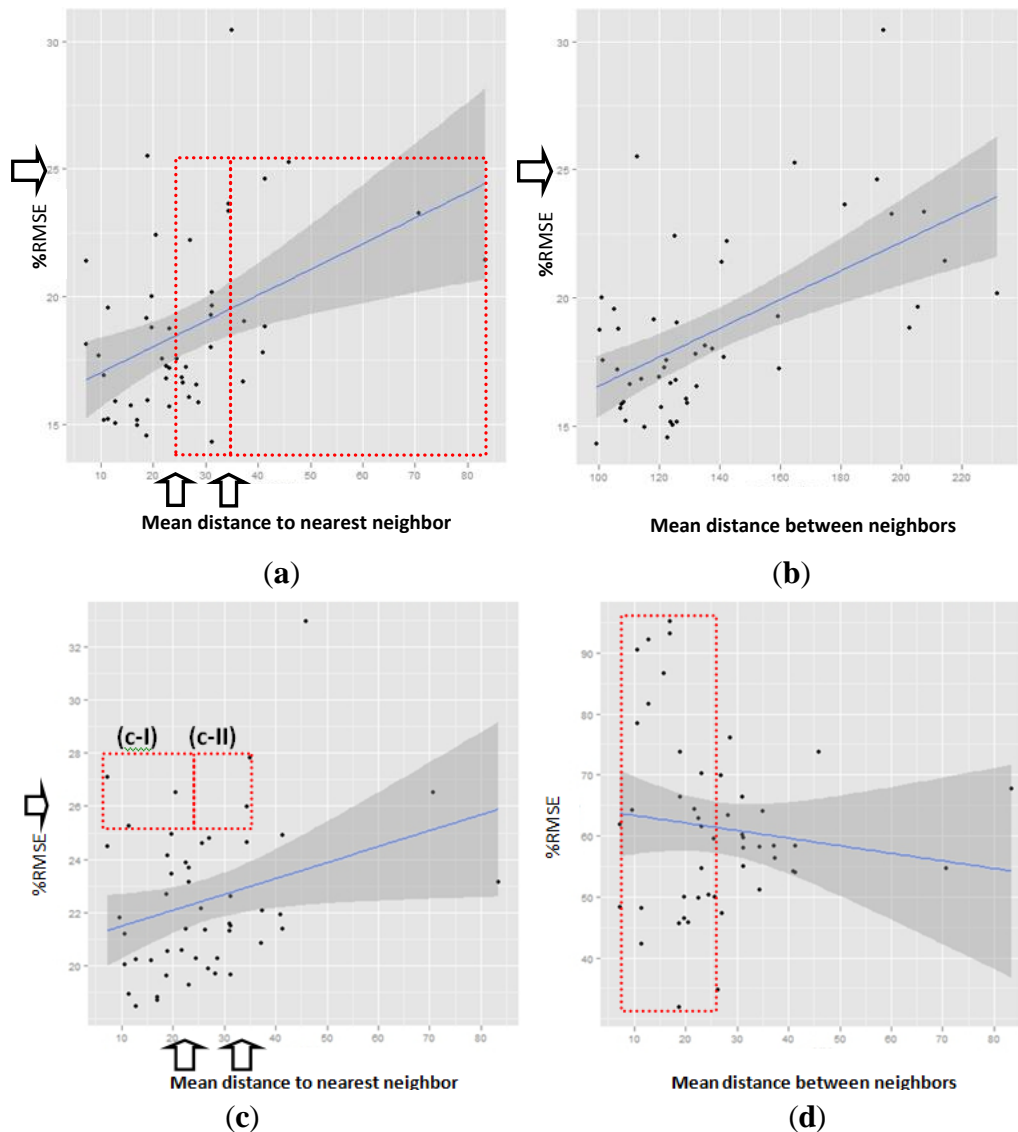 30
25
20
15
%RMSE
10 20 30 40 50 60 70 80
Mean distance to nearest neighbor
(a)
30
25
20
15
%RMSE
100 120 140 160 180 200 220
Mean distance between neighbors
(b)
32
30
28
26
24
22
20
%RMSE
(c-I) (c-II)
10 20 30 40 50 60 70 80
Mean distance to nearest neighbor
(c)
90
80
70
60
50
40
%RMSE
10 20 30 40 50 60 70 80
Mean distance between neighbors
(d)